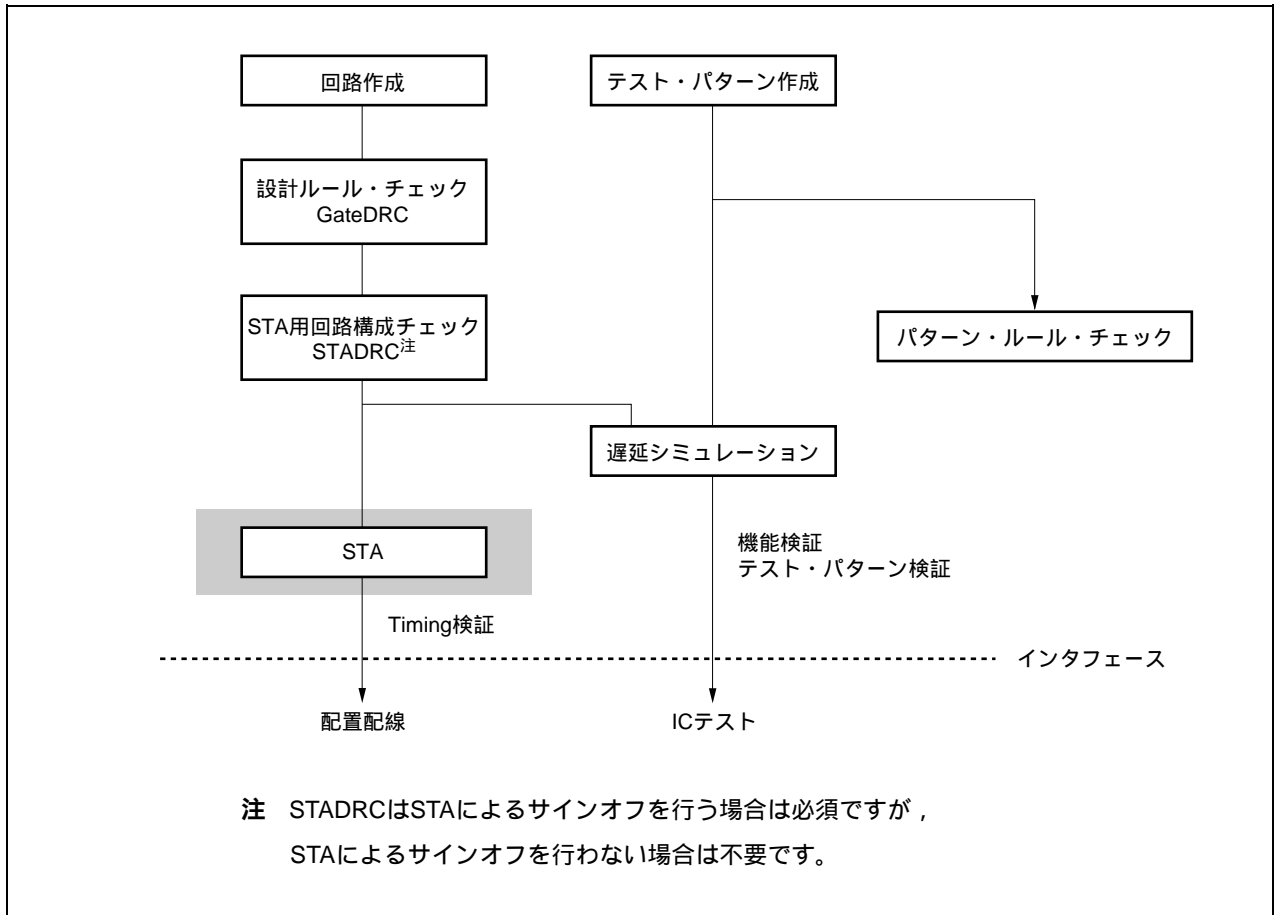 回路作成
テスト・パターン作成
設計ルール・チェック
GateDRC
STA用回路構成チェック
STADRC注
パターン・ルール・チェック
遅延シミュレーション
STA
機能検証
テスト・パターン検証
Timing検証
インタフェース
配置配線
ICテスト
注 STADRCはSTAによるサインオフを行う場合は必須ですが，
STAによるサインオフを行わない場合は不要です。